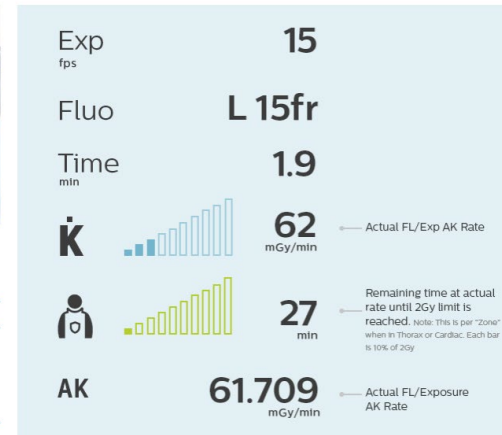 Exp 15
fps
Fluo L 15fr
Time 1.9
min
K̇ 62
mGy/min
Actual FL/Exp AK Rate
27
min
Remaining time at actual
rate until 2Gy limit is
reached. Note: This is per "Zone"
when in Thorax or Cardiac. Each bar
is 10% of 2Gy
AK 61.709
mGy/min
Actual FL/Exposure
AK Rate